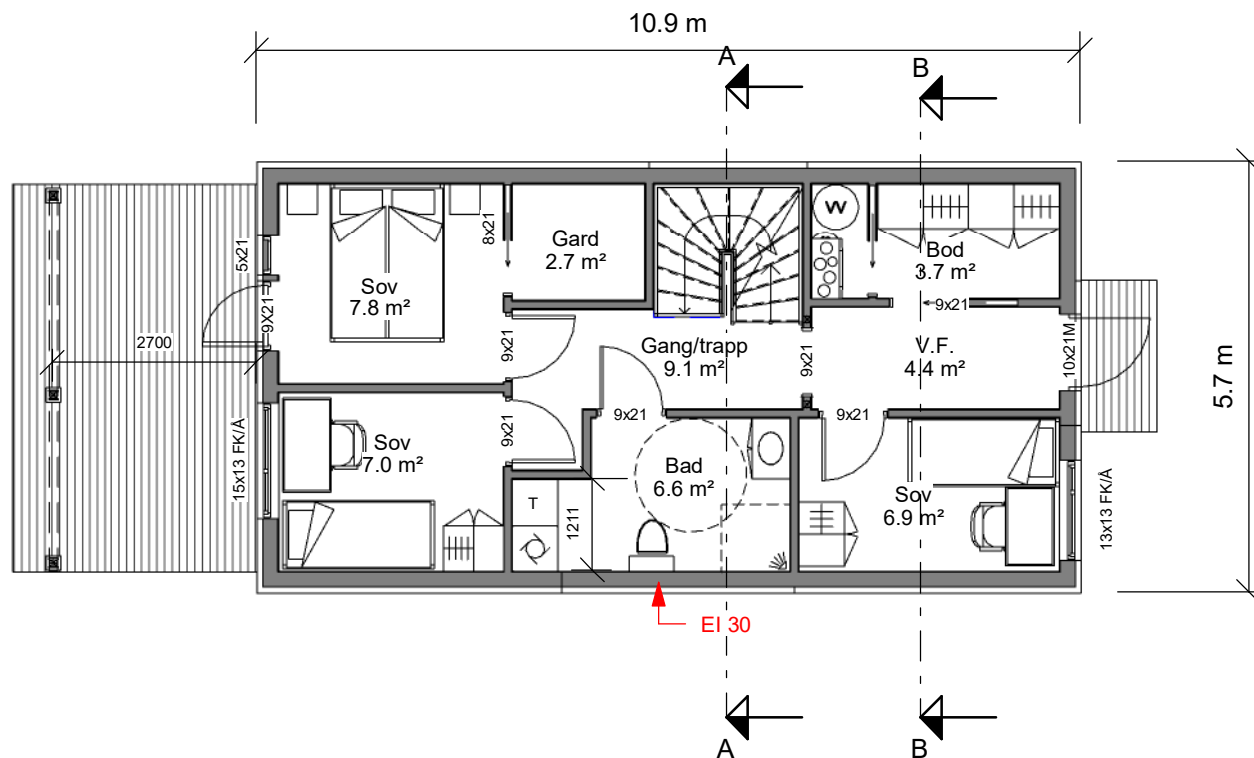 10.9 m
A
B
8x21
Gard
2.7 m²
W
Bod
3.7 m²
5x21
Sov
7.8 m²
9x21
9x21
2700
9x21
Gang/trapp
9.1 m²
9x21
V.F.
4.4 m²
10x21M
5.7 m
15x13 FK/Å
Sov
7.0 m²
9x21
9x21
9x21
Bad
6.6 m²
Sov
6.9 m²
13x13 FK/Å
T
1211
EI 30
A
B